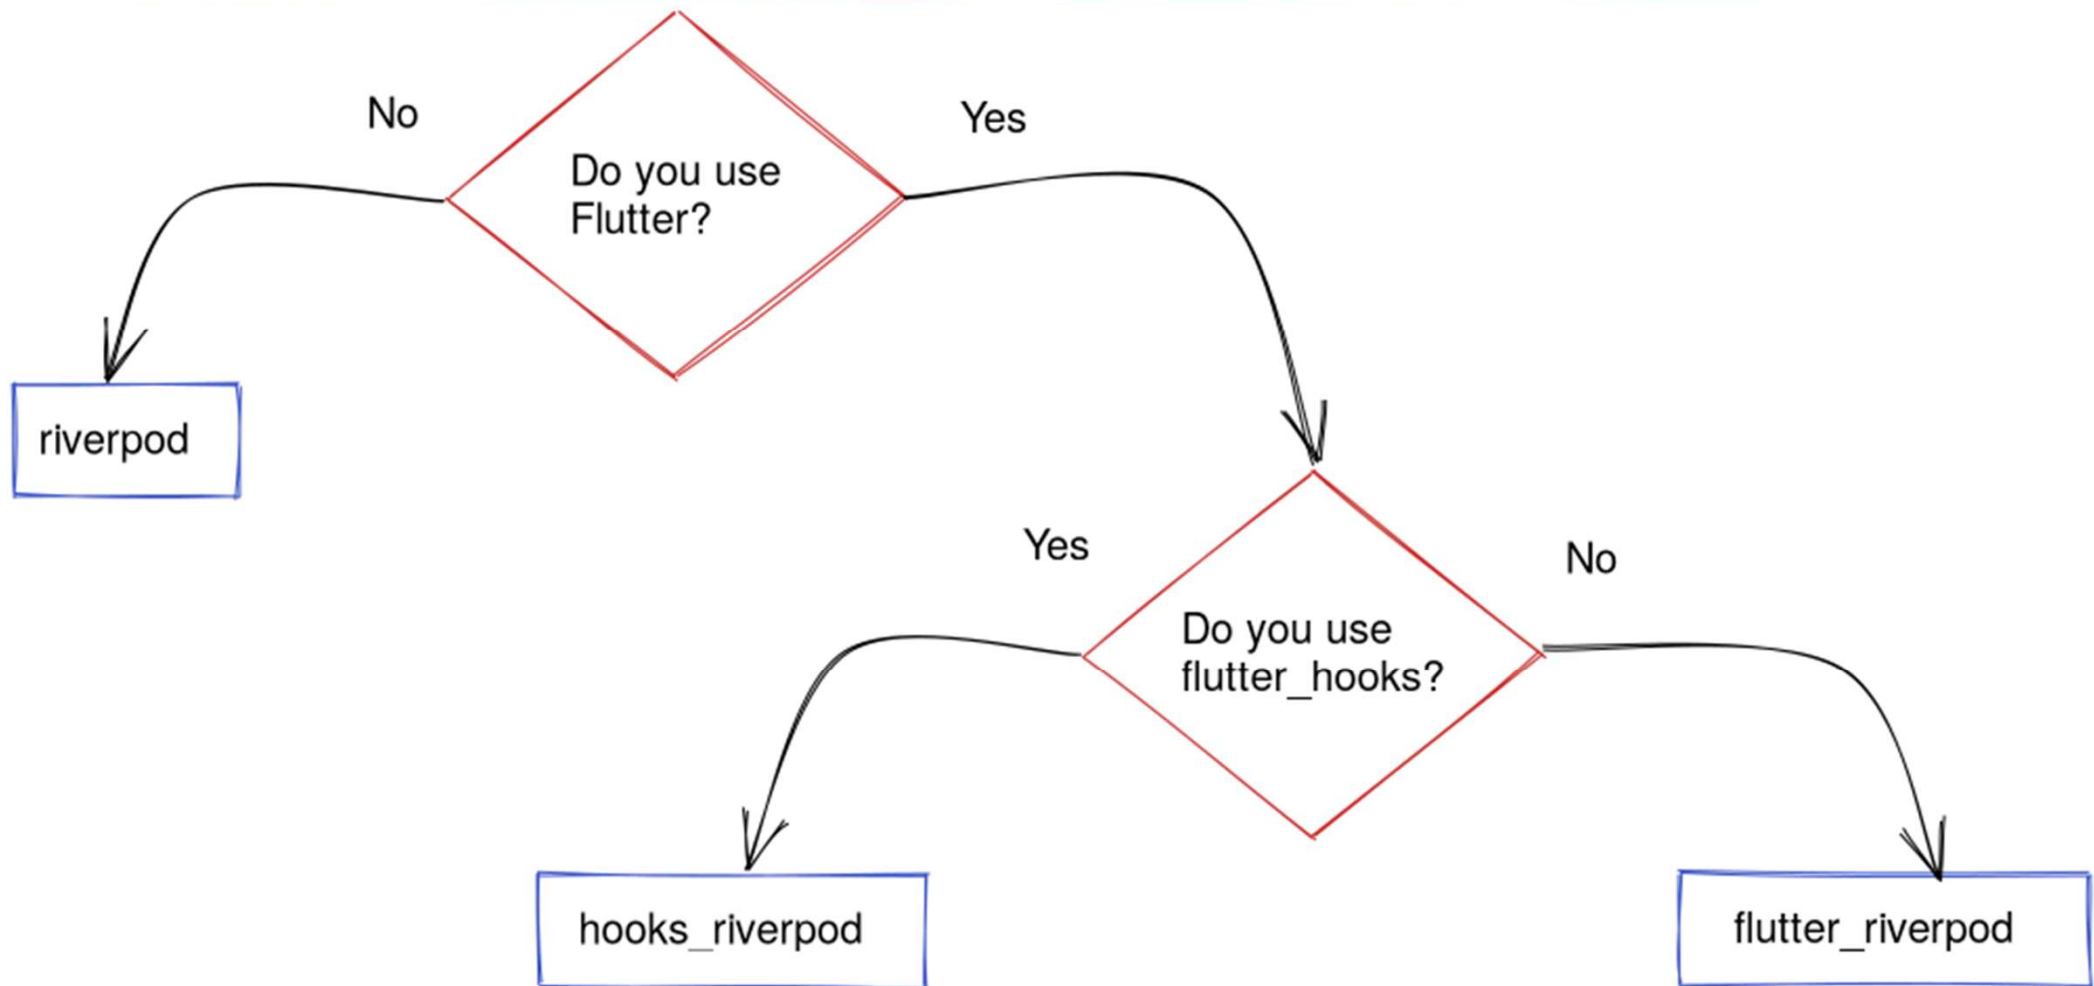 No
Yes
Do you use
Flutter?
riverpod
Yes
No
Do you use
flutter_hooks?
hooks_riverpod
flutter_riverpod